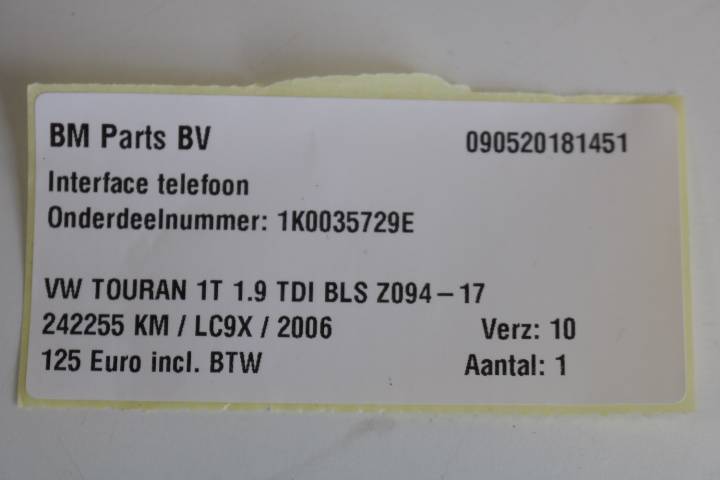 BM Parts BV 090520181451
Interface telefoon
Onderdeelnummer: 1K0035729E
VW TOURAN 1T 1.9 TDI BLS Z094-17
242255 KM / LC9X / 2006 Verz: 10
125 Euro incl. BTW Aantal: 1